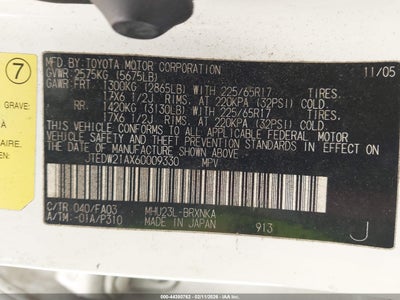 7
GRAVE:
À
MFD.BY: TOYOTA MOTOR CORPORATION 11/05
GVWR 2575KG (5675LB)
GAWR:FRT. 1300KG (2865LB) WITH 225/65R17 TIRES.
17X6 1/2J RIMS. AT 220KPA (32PSI) COLD
RR. 1420KG (3130LB) WITH 225/65R17 TIRES.
17X6 1/2J RIMS. AT 220KPA (32PSI) COLD.
THIS VEHICLE CONFORMS TO ALL APPLICABLE FEDERAL MOTOR
VEHICLE SAFETY AND THEFT PREVENTION STANDARDS IN EFFECT ON
THE DATE OF MANUFACTURE SHOWN ABOVE.
JTEDW21AX60009330 MPV
C/TR: 040/FA03 MHU23L-BRXNKA
A/TM: -01A/P310 MADE IN JAPAN 913 J
ID: 44300762 | IAA | 02/11/2026